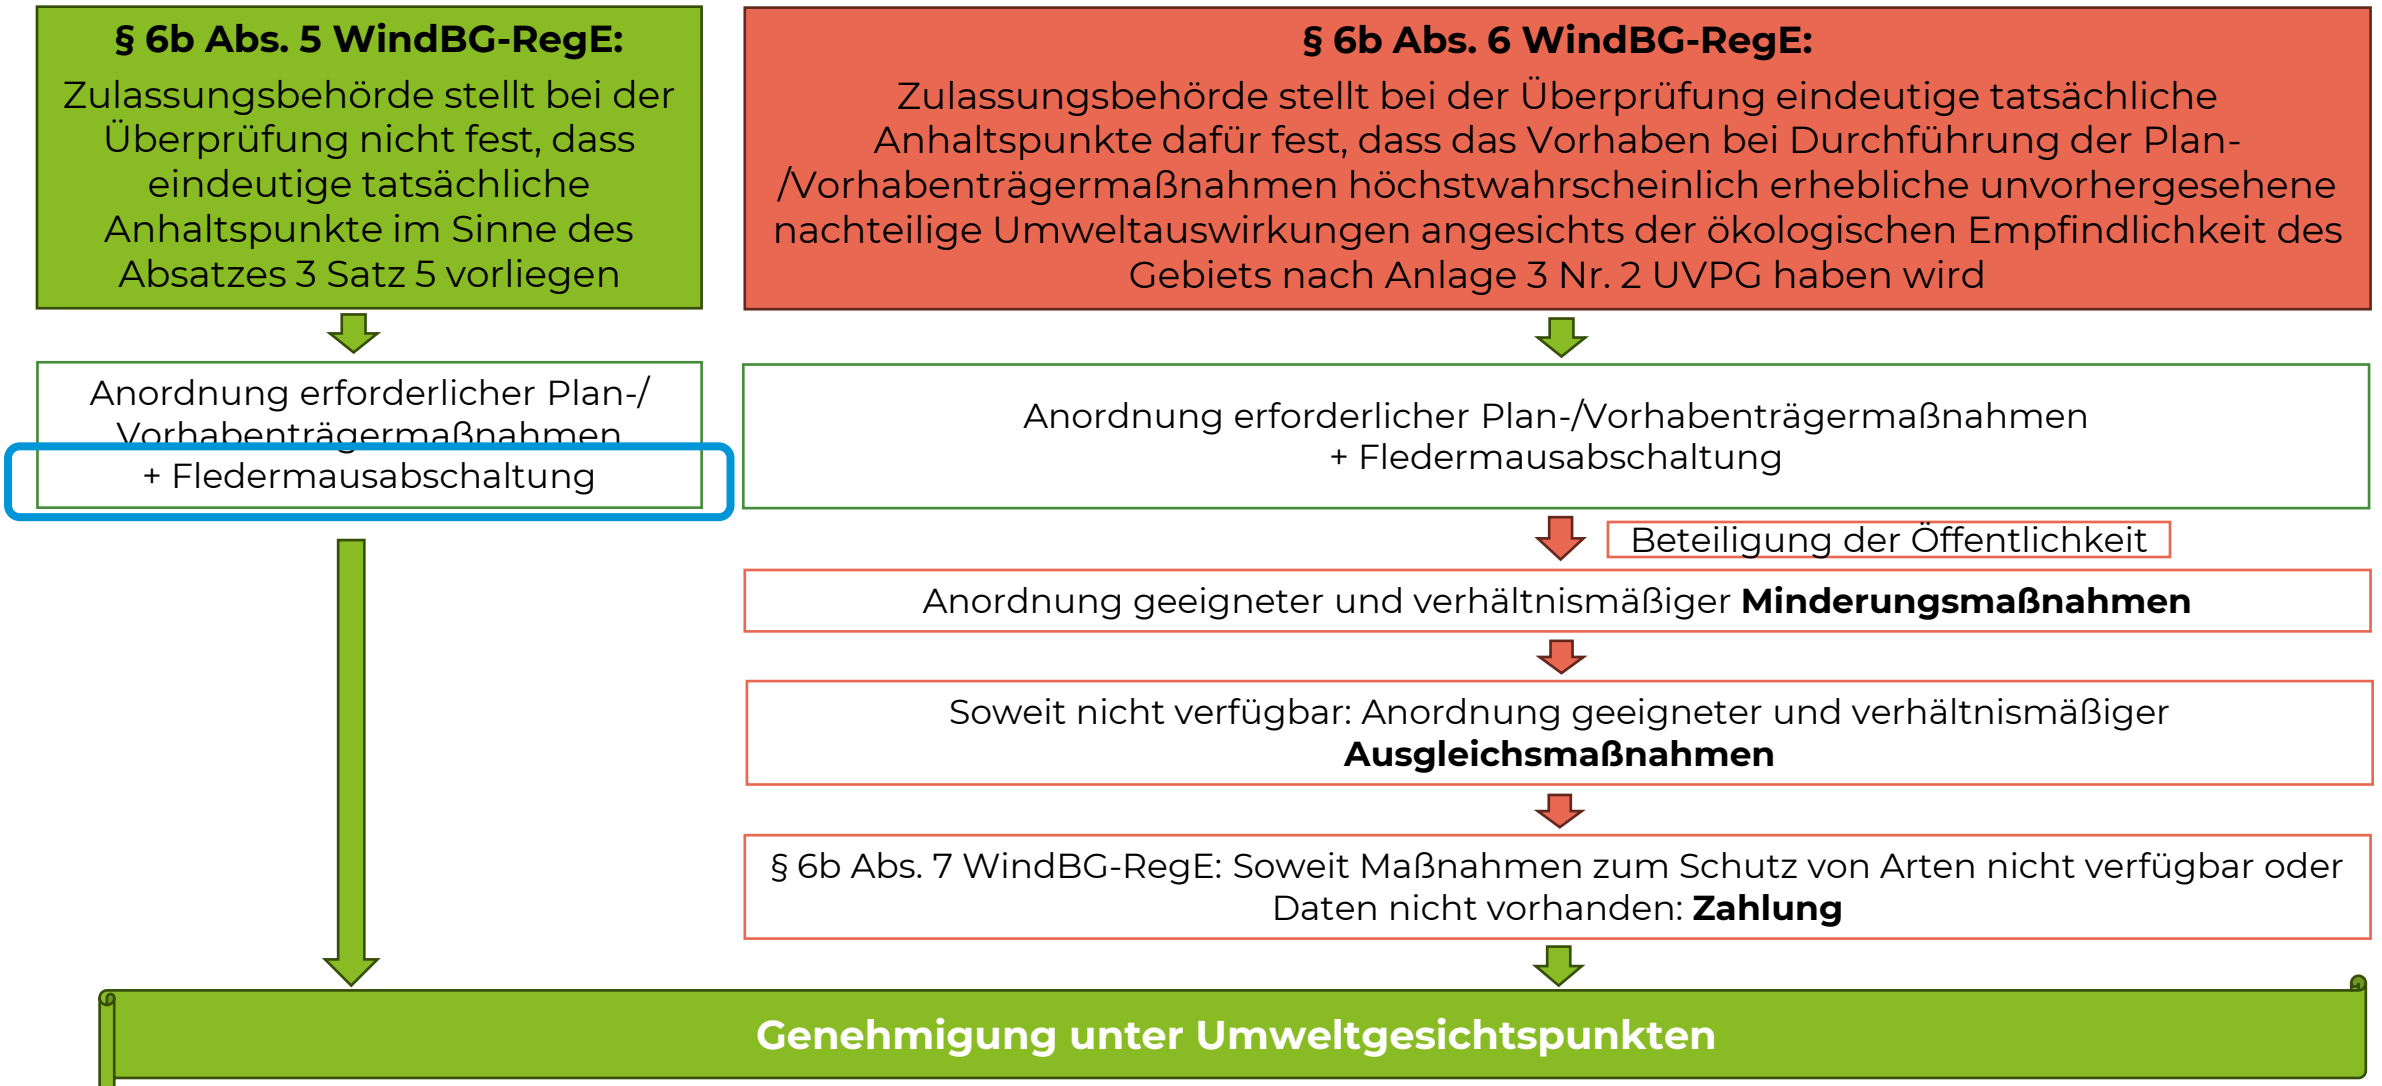 § 6b Abs. 5 WindBG-RegE:
Zulassungsbehörde stellt bei der
Überprüfung nicht fest, dass
eindeutige tatsächliche
Anhaltspunkte im Sinne des
Absatzes 3 Satz 5 vorliegen
Anordnung erforderlicher Plan-/
Vorhabenträgermaßnahmen
+ Fledermausabschaltung
§ 6b Abs. 6 WindBG-RegE:
Zulassungsbehörde stellt bei der Überprüfung eindeutige tatsächliche
Anhaltspunkte dafür fest, dass das Vorhaben bei Durchführung der Plan-
/Vorhabenträgermaßnahmen höchstwahrscheinlich erhebliche unvorhergesehene
nachteilige Umweltauswirkungen angesichts der ökologischen Empfindlichkeit des
Gebiets nach Anlage 3 Nr. 2 UVPG haben wird
Anordnung erforderlicher Plan-/Vorhabenträgermaßnahmen
+ Fledermausabschaltung
Beteiligung der Öffentlichkeit
Anordnung geeigneter und verhältnismäßiger Minderungsmaßnahmen
Soweit nicht verfügbar: Anordnung geeigneter und verhältnismäßiger
Ausgleichsmaßnahmen
§ 6b Abs. 7 WindBG-RegE: Soweit Maßnahmen zum Schutz von Arten nicht verfügbar oder
Daten nicht vorhanden: Zahlung
Genehmigung unter Umweltgesichtspunkten